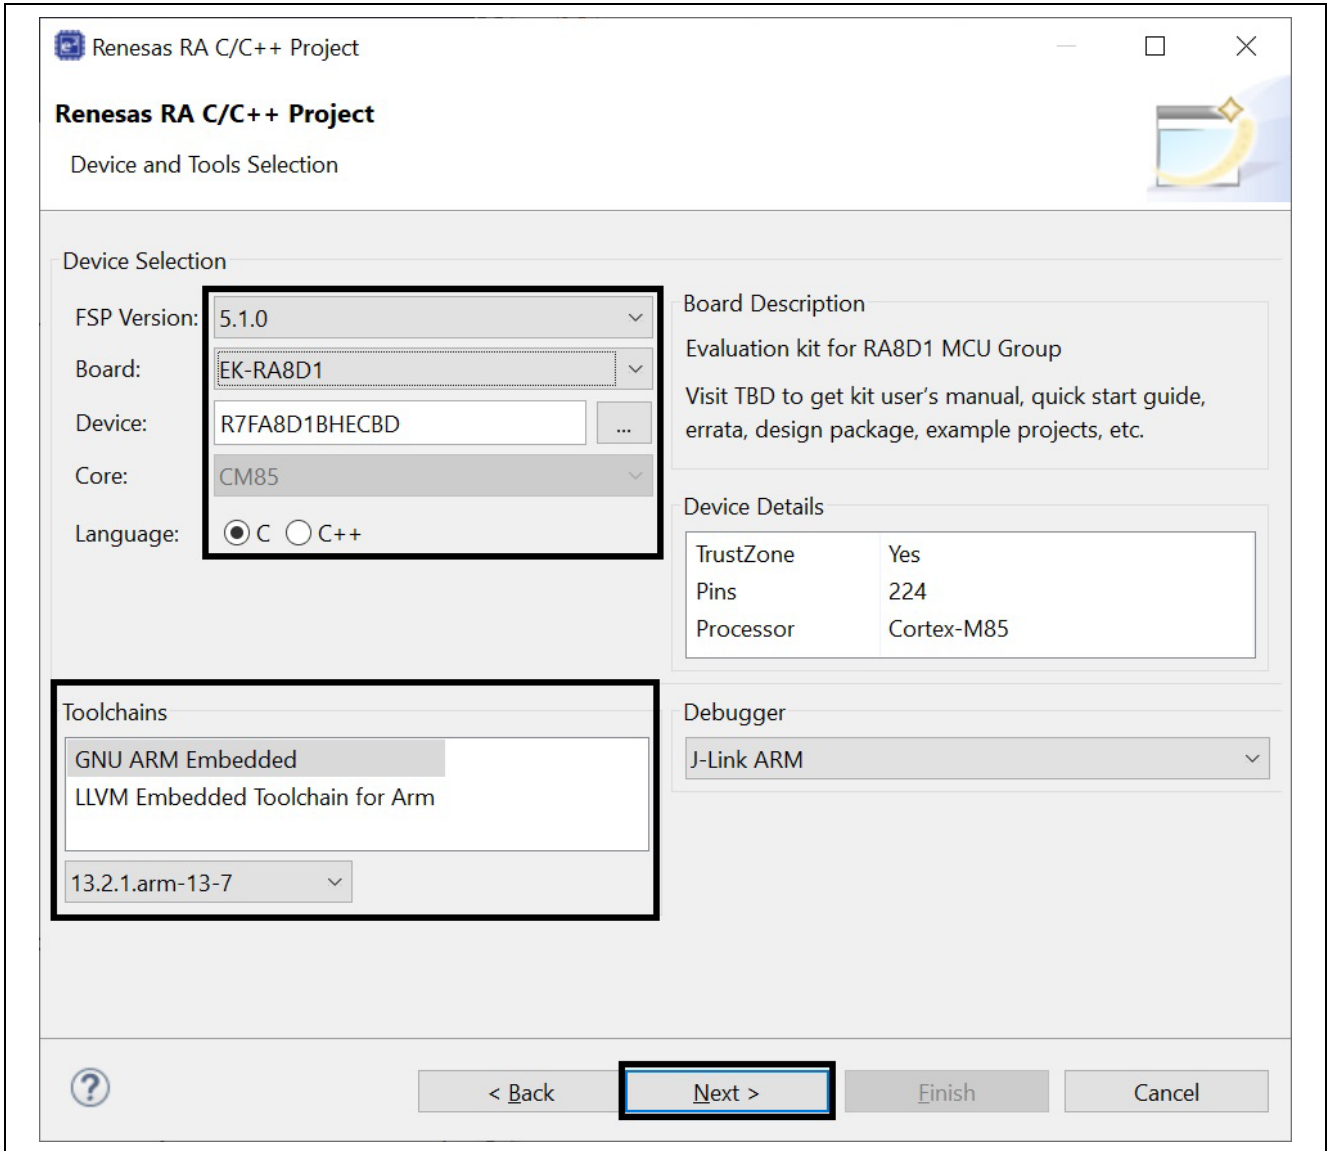 Renesas RA C/C++ Project
Renesas RA C/C++ Project
Device and Tools Selection
Device Selection
FSP Version: 5.1.0
Board: EK-RA8D1
Device: R7FA8D1BHECBD ...
Core: CM85
Language: C C++
Board Description
Evaluation kit for RA8D1 MCU Group
Visit TBD to get kit user's manual, quick start guide,
errata, design package, example projects, etc.
Device Details
TrustZone Yes
Pins 224
Processor Cortex-M85
Toolchains
GNU ARM Embedded
LLVM Embedded Toolchain for Arm
13.2.1.arm-13-7
Debugger
J-Link ARM
?
< Back Next > Finish Cancel